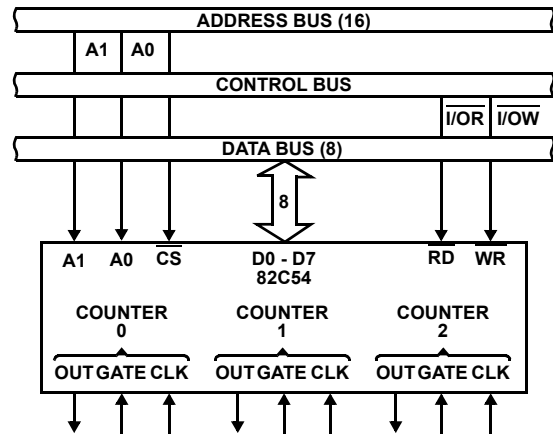 ADDRESS BUS (16)
A1 A0
CONTROL BUS
I/OR I/OW
DATA BUS (8)
8
A1 A0 CS D0 - D7 RD WR
82C54
COUNTER COUNTER COUNTER
0 1 2
OUT GATE CLK OUT GATE CLK OUT GATE CLK